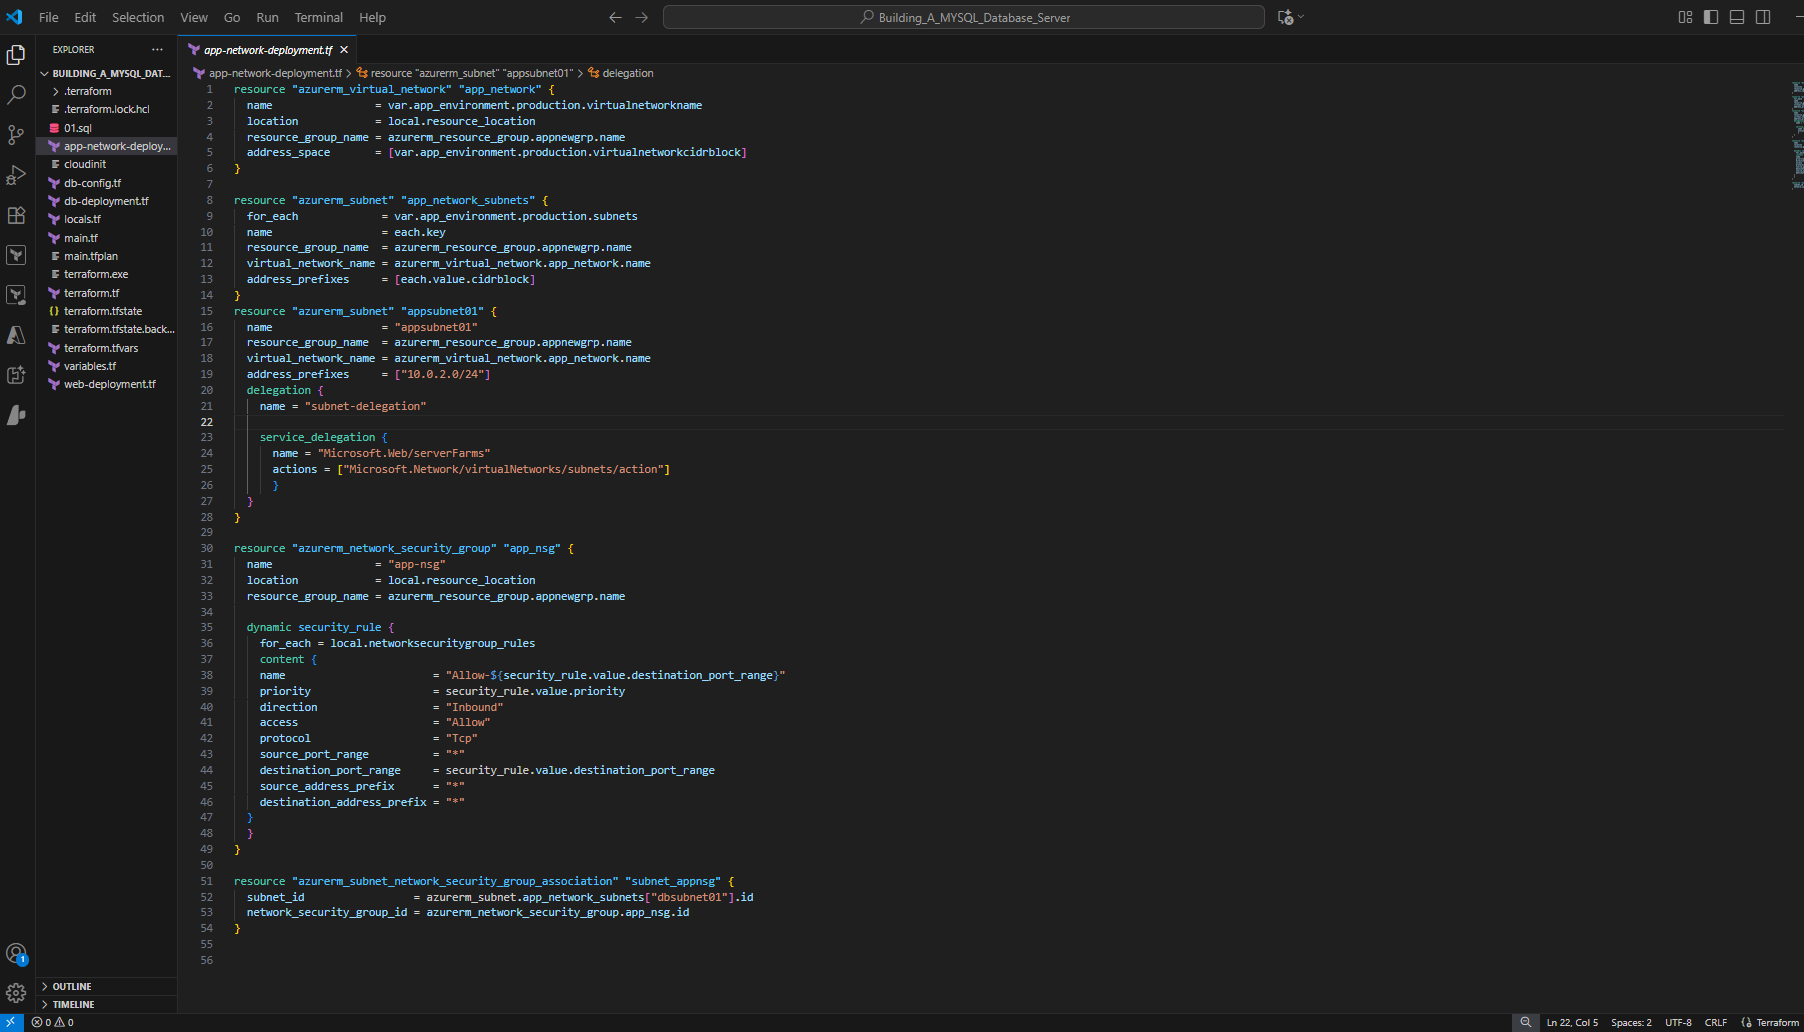 File Edit Selection View Go Run Terminal Help
Building_A_MYSQL_Database_Server
EXPLORER
BUILDING_A_MYSQL_DAT...
.terraform
.terraform.lock.hcl
01.sql
app-network-deploy...
cloudinit
db-config.tf
db-deployment.tf
locals.tf
main.tf
main.tfplan
terraform.exe
terraform.tf
terraform.tfstate
terraform.tfstate.back...
terraform.tfvars
variables.tf
web-deployment.tf
OUTLINE
TIMELINE
app-network-deployment.tf
app-network-deployment.tf > resource "azurerm_subnet" "appsubnet01" > delegation
1 resource "azurerm_virtual_network" "app_network" {
2 name = var.app_environment.production.virtualnetworkname
3 location = local.resource_location
4 resource_group_name = azurerm_resource_group.appnewgrp.name
5 address_space = [var.app_environment.production.virtualnetworkcidrblock]
6 }
7
8 resource "azurerm_subnet" "app_network_subnets" {
9 for_each = var.app_environment.production.subnets
10 name = each.key
11 resource_group_name = azurerm_resource_group.appnewgrp.name
12 virtual_network_name = azurerm_virtual_network.app_network.name
13 address_prefixes = [each.value.cidrblock]
14 }
15 resource "azurerm_subnet" "appsubnet01" {
16 name = "appsubnet01"
17 resource_group_name = azurerm_resource_group.appnewgrp.name
18 virtual_network_name = azurerm_virtual_network.app_network.name
19 address_prefixes = ["10.0.2.0/24"]
20 delegation {
21 name = "subnet-delegation"
22
23 service_delegation {
24 name = "Microsoft.Web/serverFarms"
25 actions = ["Microsoft.Network/virtualNetworks/subnets/action"]
26 }
27 }
28 }
29
30 resource "azurerm_network_security_group" "app_nsg" {
31 name = "app-nsg"
32 location = local.resource_location
33 resource_group_name = azurerm_resource_group.appnewgrp.name
34
35 dynamic security_rule {
36 for_each = local.networksecuritygroup_rules
37 content {
38 name = "Allow-${security_rule.value.destination_port_range}"
39 priority = security_rule.value.priority
40 direction = "Inbound"
41 access = "Allow"
42 protocol = "Tcp"
43 source_port_range = "*"
44 destination_port_range = security_rule.value.destination_port_range
45 source_address_prefix = "*"
46 destination_address_prefix = "*"
47 }
48 }
49 }
50
51 resource "azurerm_subnet_network_security_group_association" "subnet_appnsg" {
52 subnet_id = azurerm_subnet.app_network_subnets["dbsubnet01"].id
53 network_security_group_id = azurerm_network_security_group.app_nsg.id
54 }
55
56
1
0 0
Ln 22, Col 5 Spaces: 2 UTF-8 CRLF {} Terraform